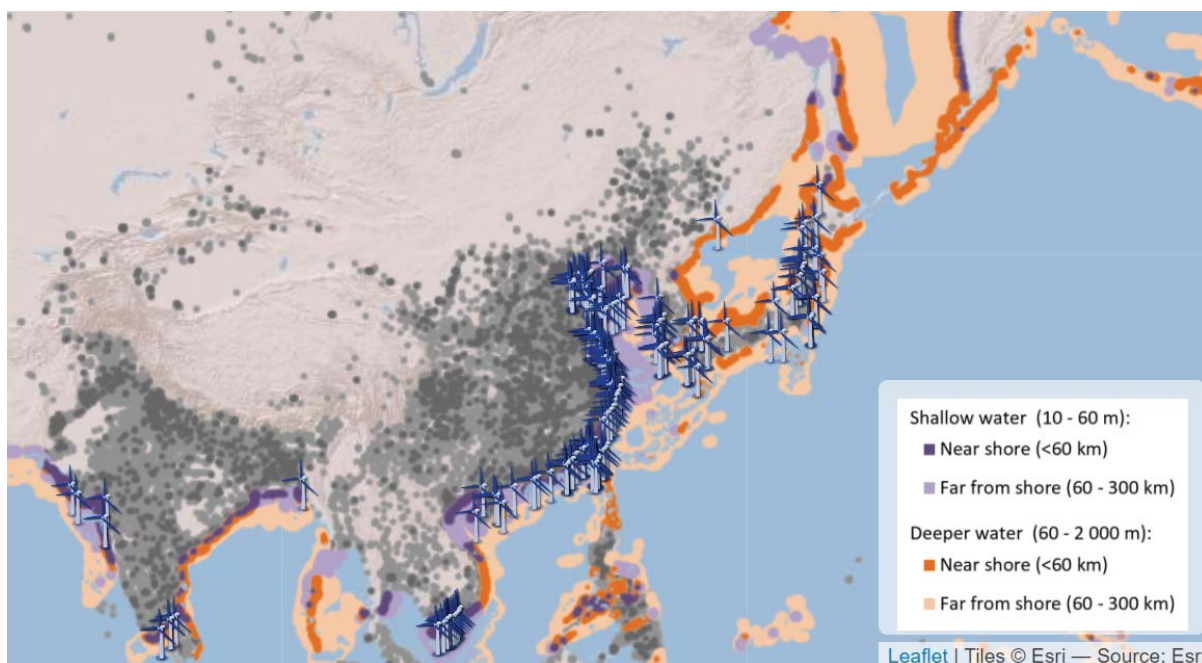 Shallow water (10 - 60 m):
Near shore (<60 km)
Far from shore (60 - 300 km)
Deeper water (60 - 2 000 m):
Near shore (<60 km)
Far from shore (60 - 300 km)
Leaflet | Tiles © Esri — Source: Esr